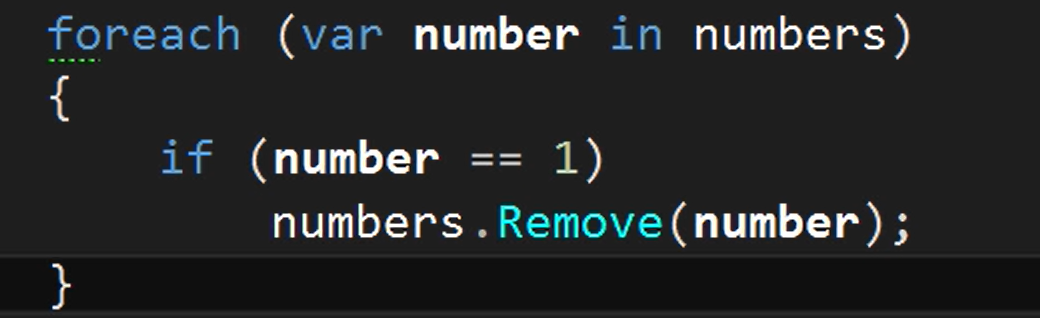 foreach (var number in numbers)
{
    if (number == 1)
        numbers.Remove(number);
}